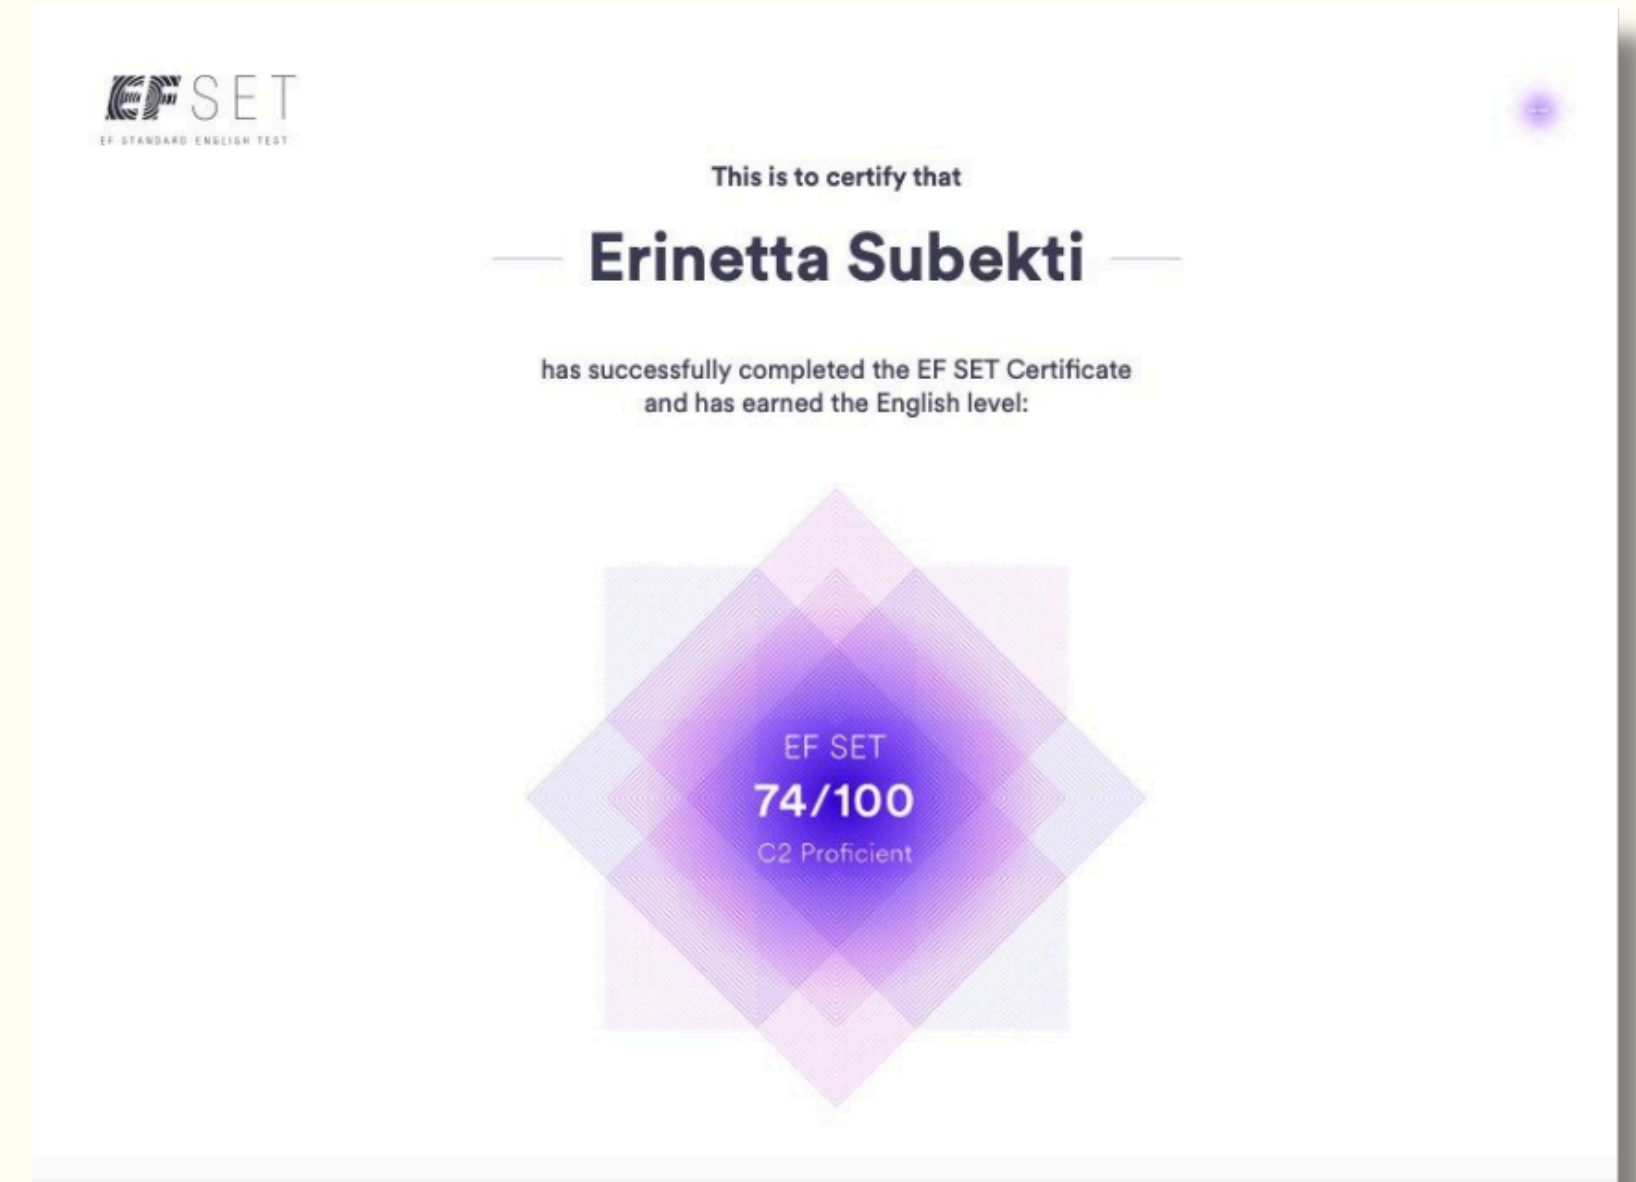 EF SET
EF STANDARD ENGLISH TEST
This is to certify that
Erinetta Subekti
has successfully completed the EF SET Certificate
and has earned the English level:
EF SET
74/100
C2 Proficient